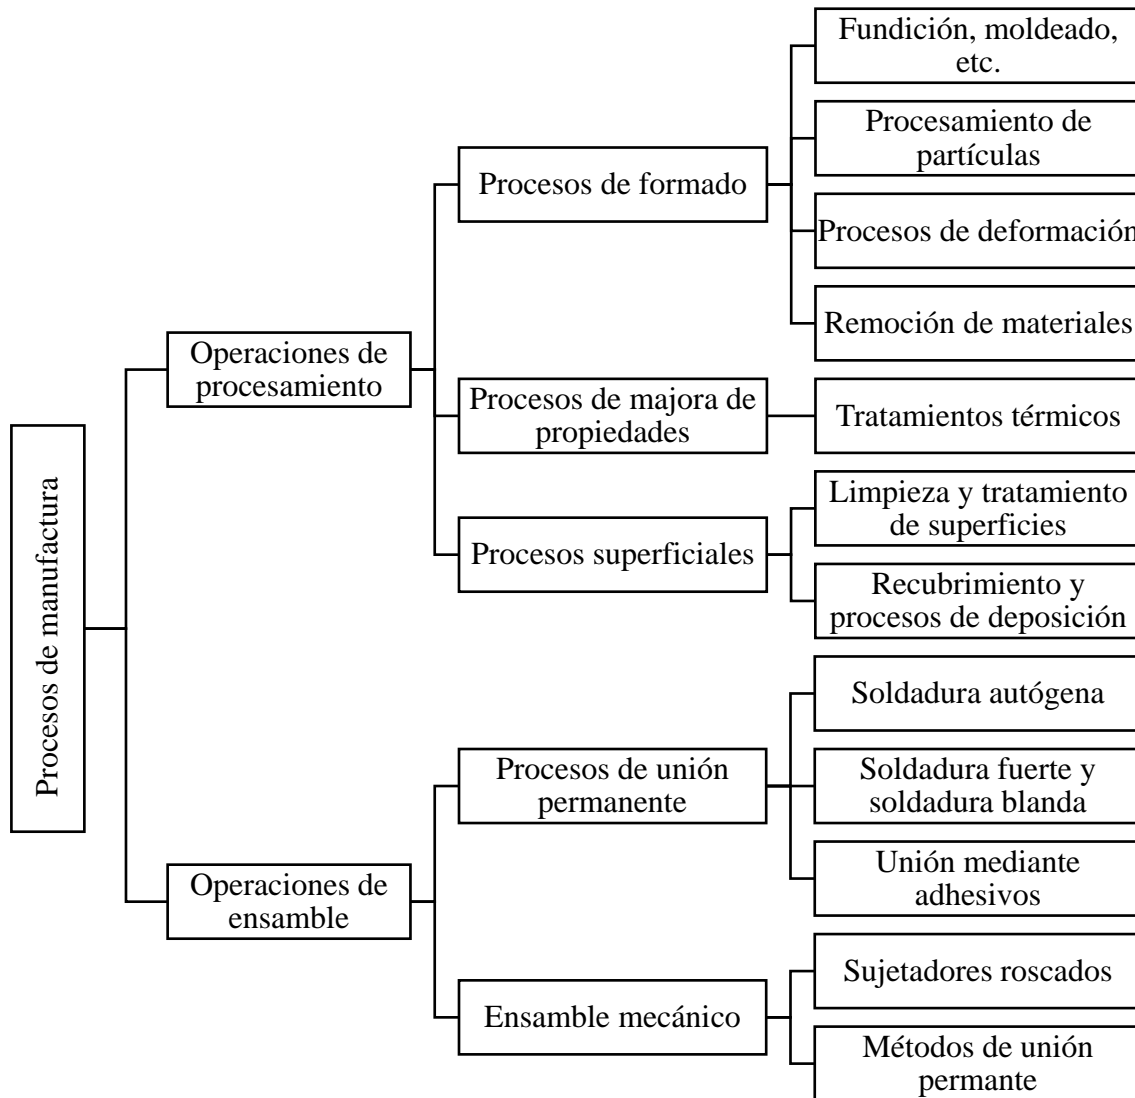 Procesos de manufactura
Operaciones de
procesamiento
Procesos de formado
Fundición, moldeado,
etc.
Procesamiento de
partículas
Procesos de deformación
Remoción de materiales
Procesos de majora de
propiedades
Tratamientos térmicos
Procesos superficiales
Limpieza y tratamiento
de superficies
Recubrimiento y
procesos de deposición
Operaciones de
ensamble
Procesos de unión
permanente
Soldadura autógena
Soldadura fuerte y
soldadura blanda
Unión mediante
adhesivos
Ensamble mecánico
Sujetadores roscados
Métodos de unión
permante